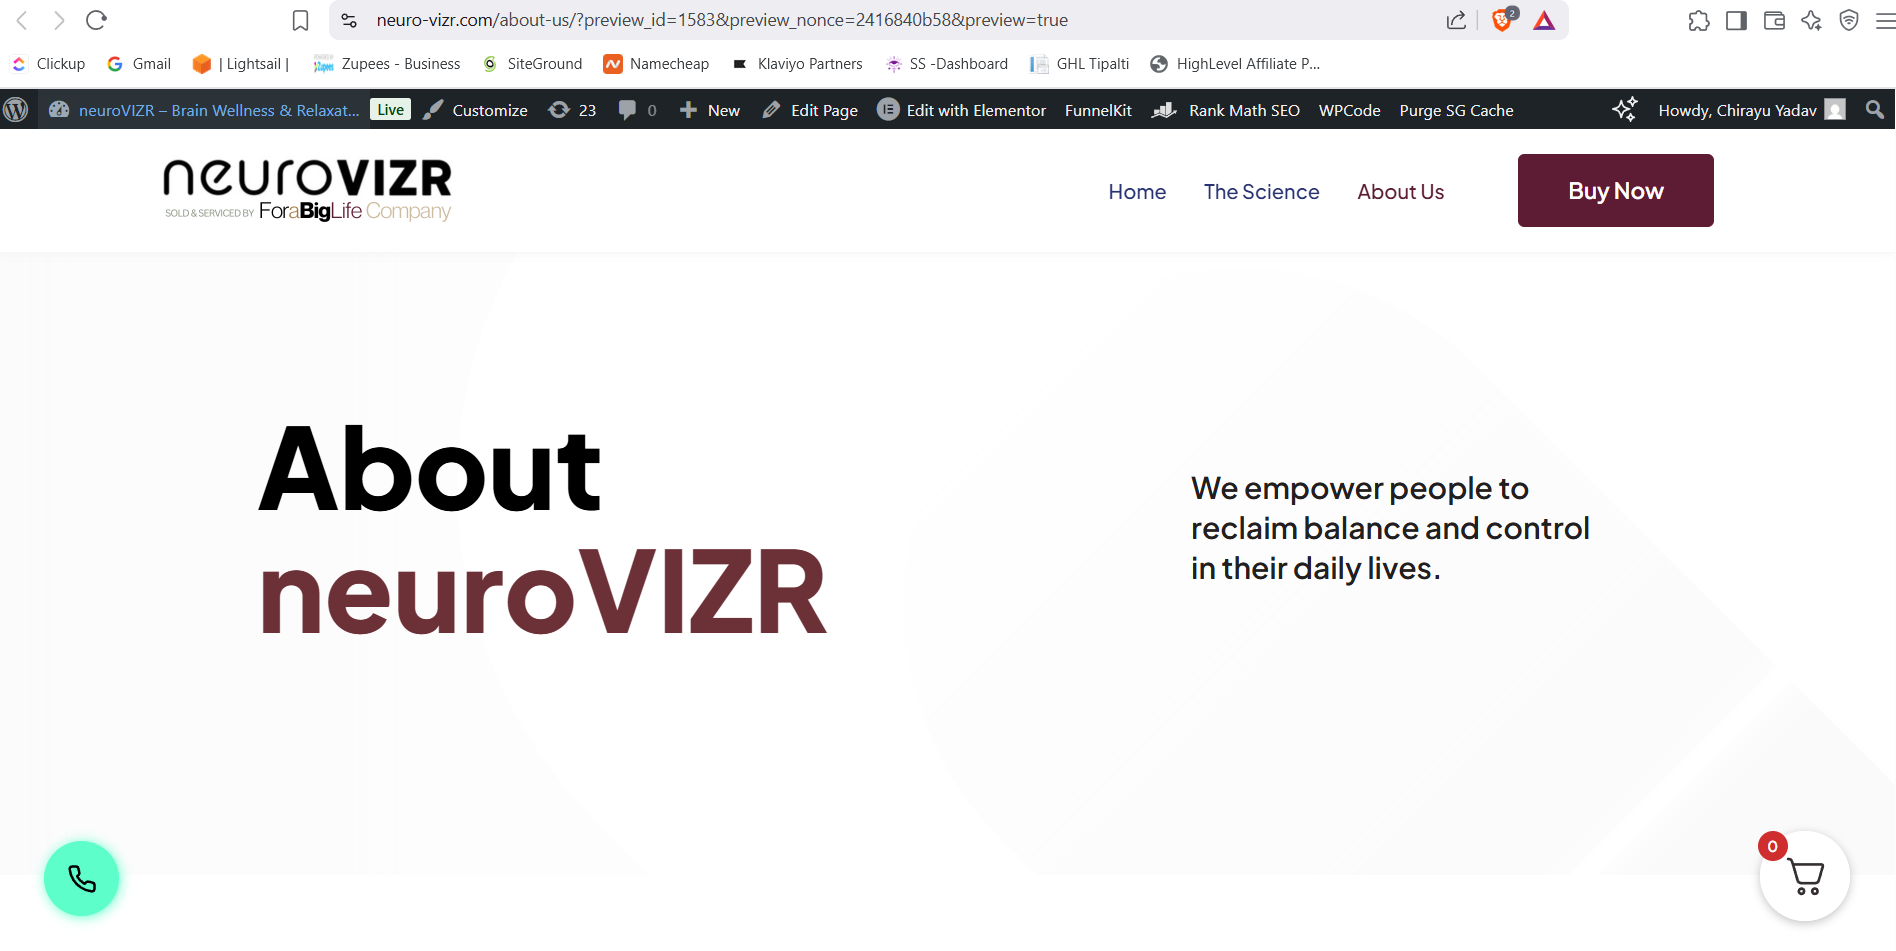 neuro-vizr.com/about-us/?preview_id=1583&preview_nonce=2416840b58&preview=true
2
Clickup Gmail | Lightsail | Zupees - Business SiteGround Namecheap Klaviyo Partners SS -Dashboard GHL Tipalti HighLevel Affiliate P...
neuroVIZR – Brain Wellness & Relaxat... Live Customize 23 0 New Edit Page Edit with Elementor FunnelKit Rank Math SEO WPCode Purge SG Cache Howdy, Chirayu Yadav
neuroVIZR
SOLD & SERVICED BY ForaBigLife Company
Home The Science About Us Buy Now
About
neuroVIZR
We empower people to
reclaim balance and control
in their daily lives.
0